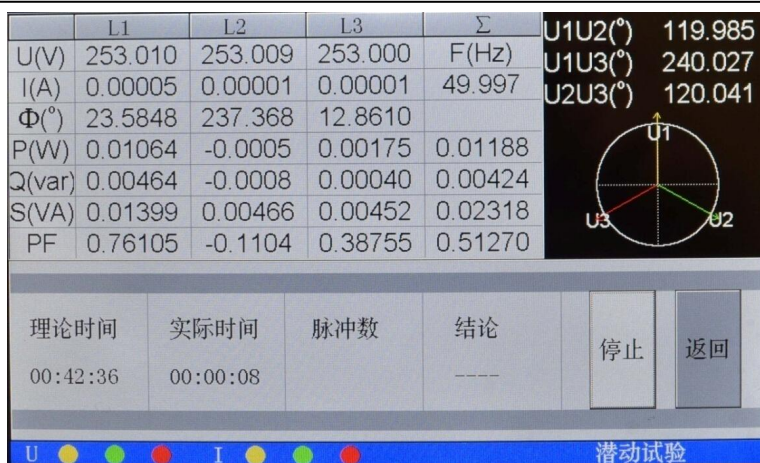 L1 L2 L3 Σ
U(V) 253.010 253.009 253.000 F(Hz)
I(A) 0.00005 0.00001 0.00001 49.997
Φ(°) 23.5848 237.368 12.8610
P(W) 0.01064 -0.0005 0.00175 0.01188
Q(var) 0.00464 -0.0008 0.00040 0.00424
S(VA) 0.01399 0.00466 0.00452 0.02318
PF 0.76105 -0.1104 0.38755 0.51270
U1U2(°) 119.985
U1U3(°) 240.027
U2U3(°) 120.041
U1
U3 U2
理论时间 实际时间 脉冲数 结论
00:42:36 00:00:08 ----
停止 返回
U I 潜动试验